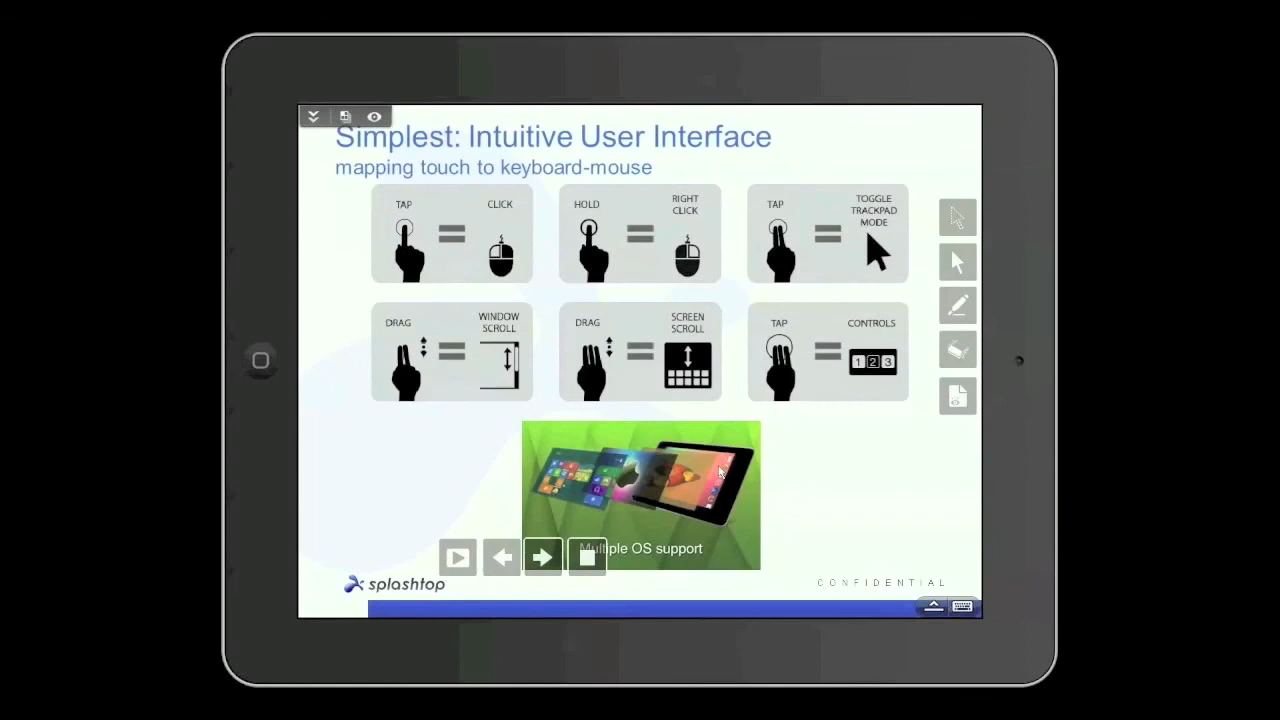 Simplest: Intuitive User Interface
mapping touch to keyboard-mouse
TAP
CLICK
HOLD
RIGHT
CLICK
TAP
TOGGLE
TRACKPAD
MODE
DRAG
WINDOW
SCROLL
DRAG
SCREEN
SCROLL
TAP
CONTROLS
1 2 3
Multiple OS support
splashtop
CONFIDENTIAL